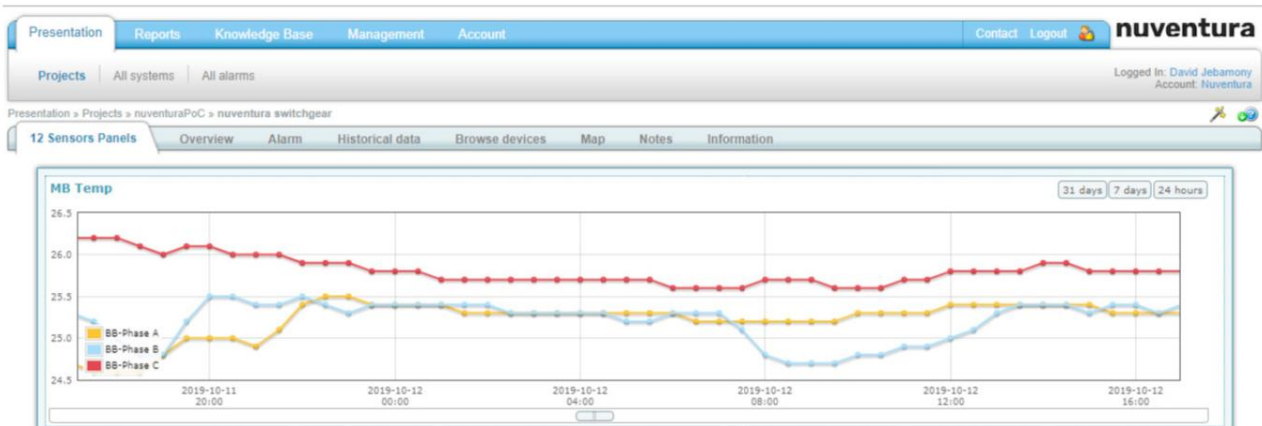 Presentation Reports Knowledge Base Management Account Contact Logout nuventura
Projects All systems All alarms Logged In: David Jebamony
Account: Nuventura
Presentation » Projects » nuventuraPoC » nuventura switchgear
12 Sensors Panels Overview Alarm Historical data Browse devices Map Notes Information
MB Temp 31 days 7 days 24 hours
26.5
26.0
25.5
25.0
24.5
BB-Phase A
BB-Phase B
BB-Phase C
2019-10-11 2019-10-12 2019-10-12 2019-10-12 2019-10-12 2019-10-12
20:00 00:00 04:00 08:00 12:00 16:00